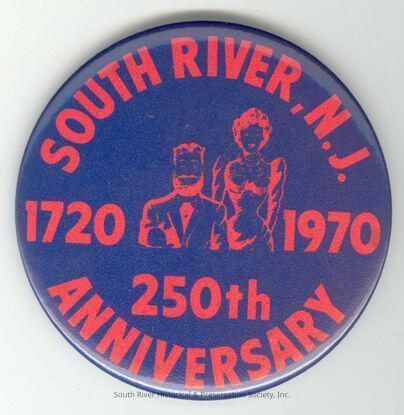 SOUTH RIVER, N.J.
1720 1970
250th
ANNIVERSARY
South River Historical & Preservation Society, Inc.